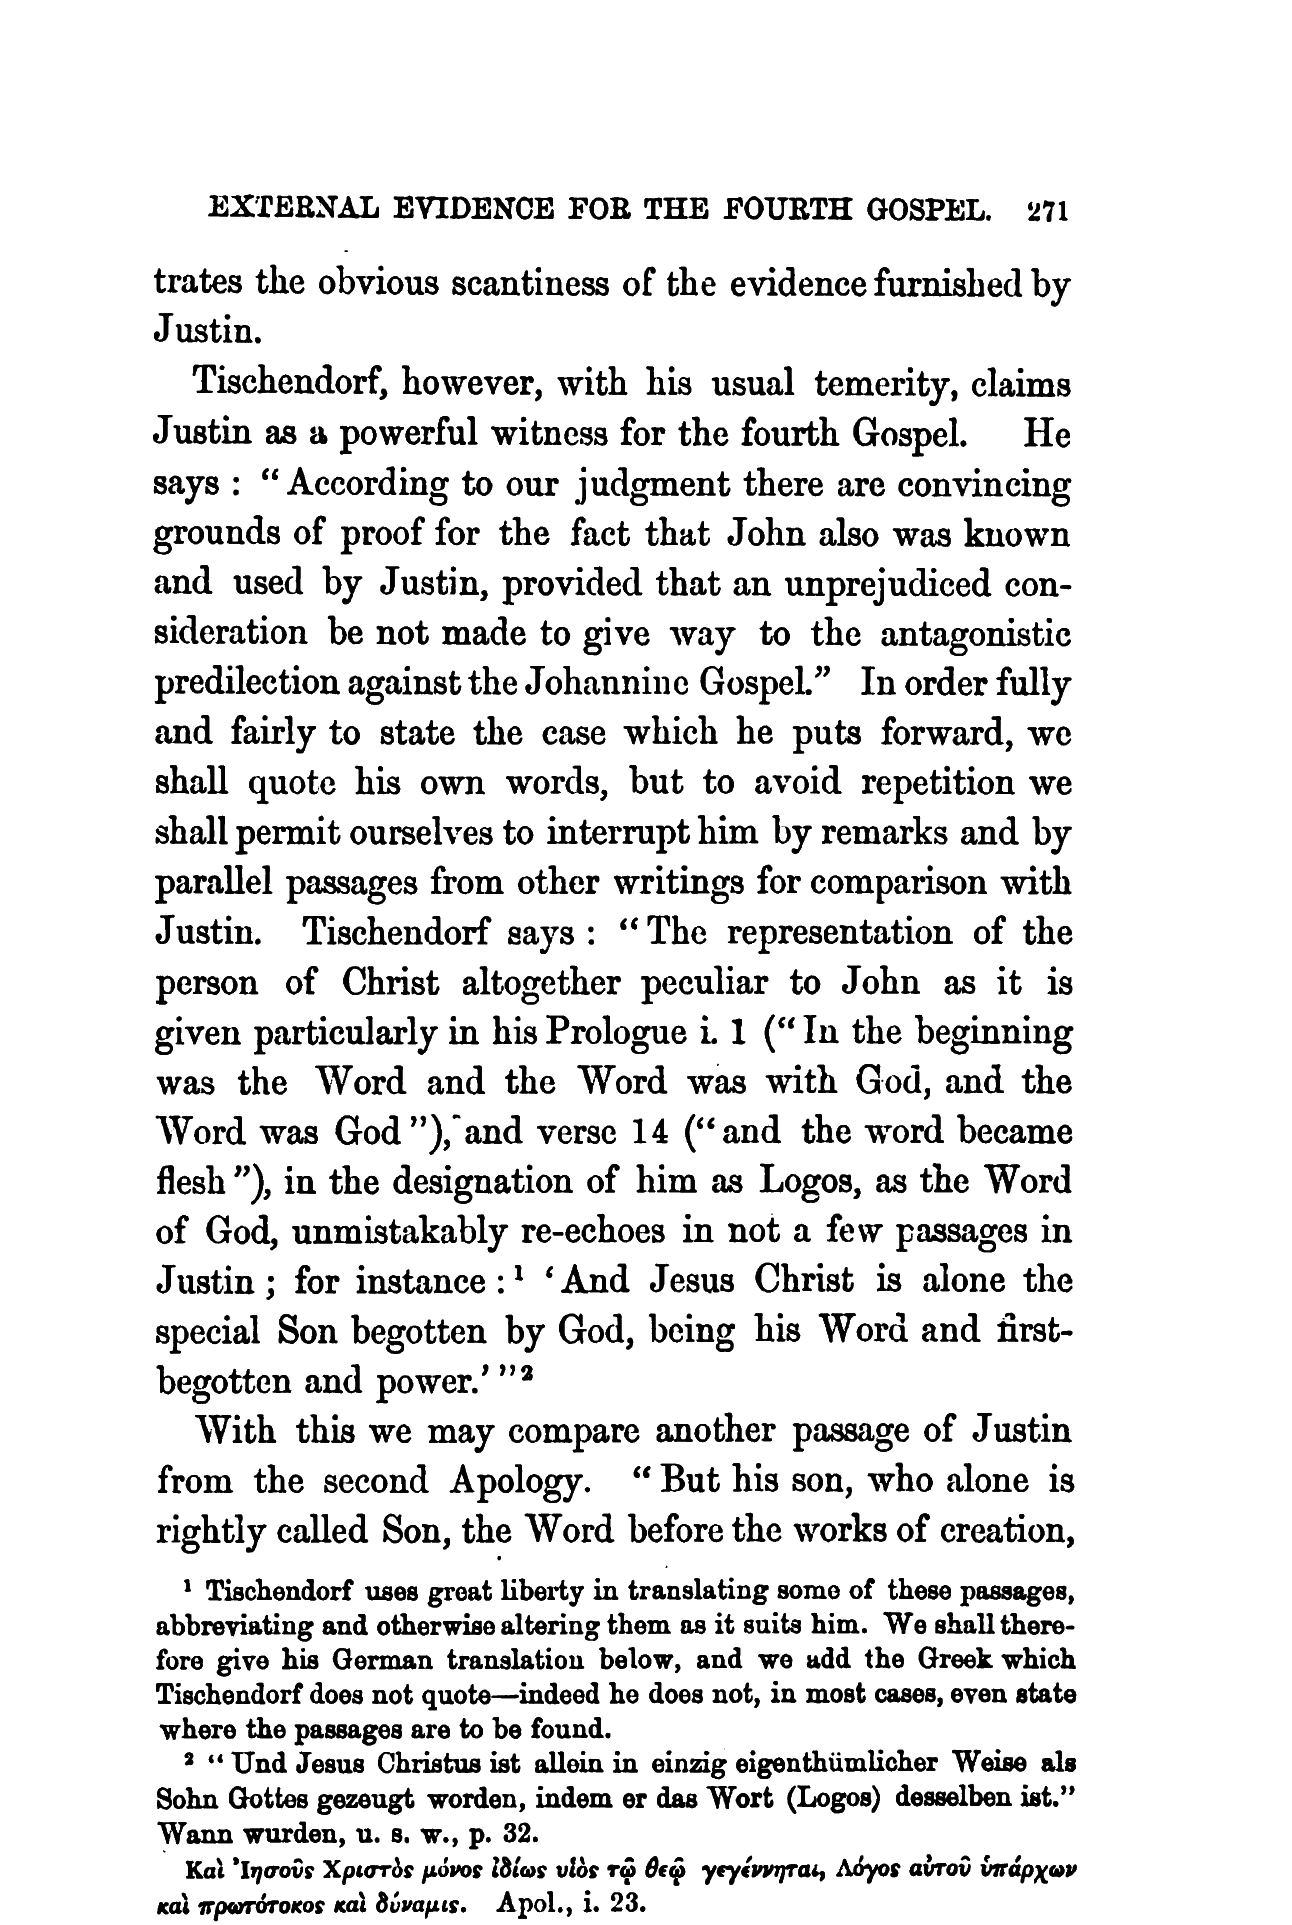 EXTERNAL EVIDENCE FOR THE FOURTH GOSPEL. 271
trates the obvious scantiness of the evidence furnished by
Justin.
Tischendorf, however, with his usual temerity, claims
Justin as a powerful witness for the fourth Gospel. He
says : “ According to our judgment there are convincing
grounds of proof for the fact that John also was known
and used by Justin, provided that an unprejudiced con-
sideration be not made to give way to the antagonistic
predilection against the Johannine Gospel.” In order fully
and fairly to state the case which he puts forward, we
shall quote his own words, but to avoid repetition we
shall permit ourselves to interrupt him by remarks and by
parallel passages from other writings for comparison with
Justin. Tischendorf says : “ The representation of the
person of Christ altogether peculiar to John as it is
given particularly in his Prologue i. 1 (“ In the beginning
was the Word and the Word was with God, and the
Word was God ”), and verse 14 (“ and the word became
flesh ”), in the designation of him as Logos, as the Word
of God, unmistakably re-echoes in not a few passages in
Justin ; for instance : ¹ ‘ And Jesus Christ is alone the
special Son begotten by God, being his Word and first-
begotten and power.’ ”²
With this we may compare another passage of Justin
from the second Apology. “ But his son, who alone is
rightly called Son, the Word before the works of creation,
¹ Tischendorf uses great liberty in translating some of these passages,
abbreviating and otherwise altering them as it suits him. We shall there-
fore give his German translation below, and we add the Greek which
Tischendorf does not quote—indeed he does not, in most cases, even state
where the passages are to be found.
² “ Und Jesus Christus ist allein in einzig eigenthümlicher Weise als
Sohn Gottes gezeugt worden, indem er das Wort (Logos) desselben ist.”
Wann wurden, u. s. w., p. 32.
Καὶ Ἰησοῦς Χριστὸς μόνος ἰδίως υἱὸς τῷ θεῷ γεγέννηται, Λόγος αὐτοῦ ὑπάρχων
καὶ πρωτότοκος καὶ δύναμις. Apol., i. 23.